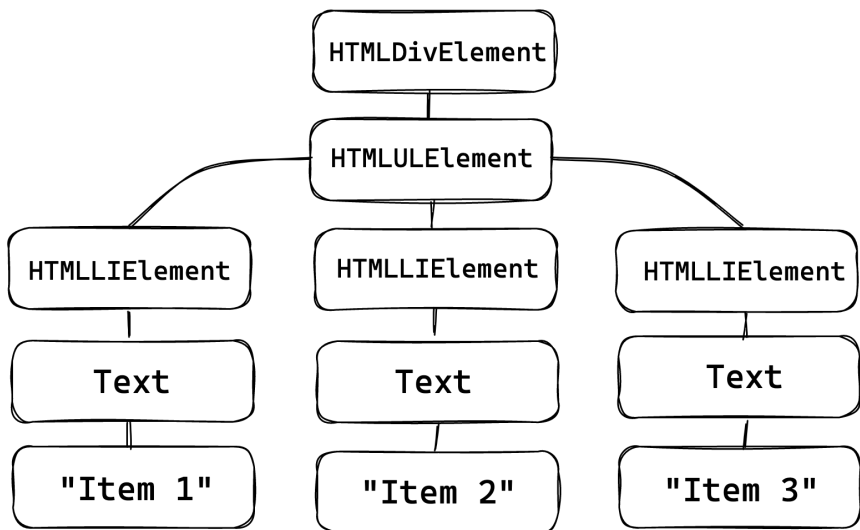 HTMLDivElement
HTMLULElement
HTMLLIElement HTMLLIElement HTMLLIElement
Text Text Text
"Item 1" "Item 2" "Item 3"